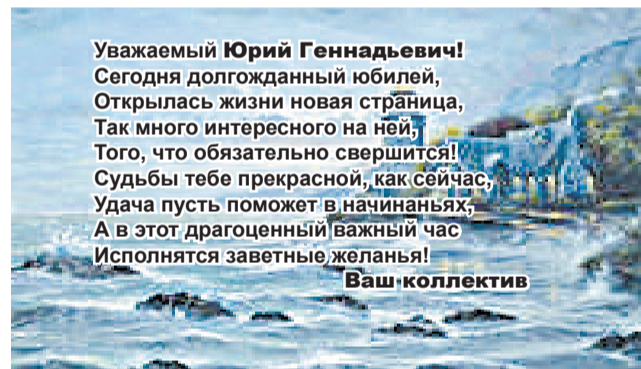 Уважаемый Юрий Геннадьевич!
Сегодня долгожданный юбилей,
Открылась жизни новая страница,
Так много интересного на ней,
Того, что обязательно свершится!
Судьбы тебе прекрасной, как сейчас,
Удача пусть поможет в начинаньях,
А в этот драгоценный важный час
Исполнятся заветные желанья!
Ваш коллектив